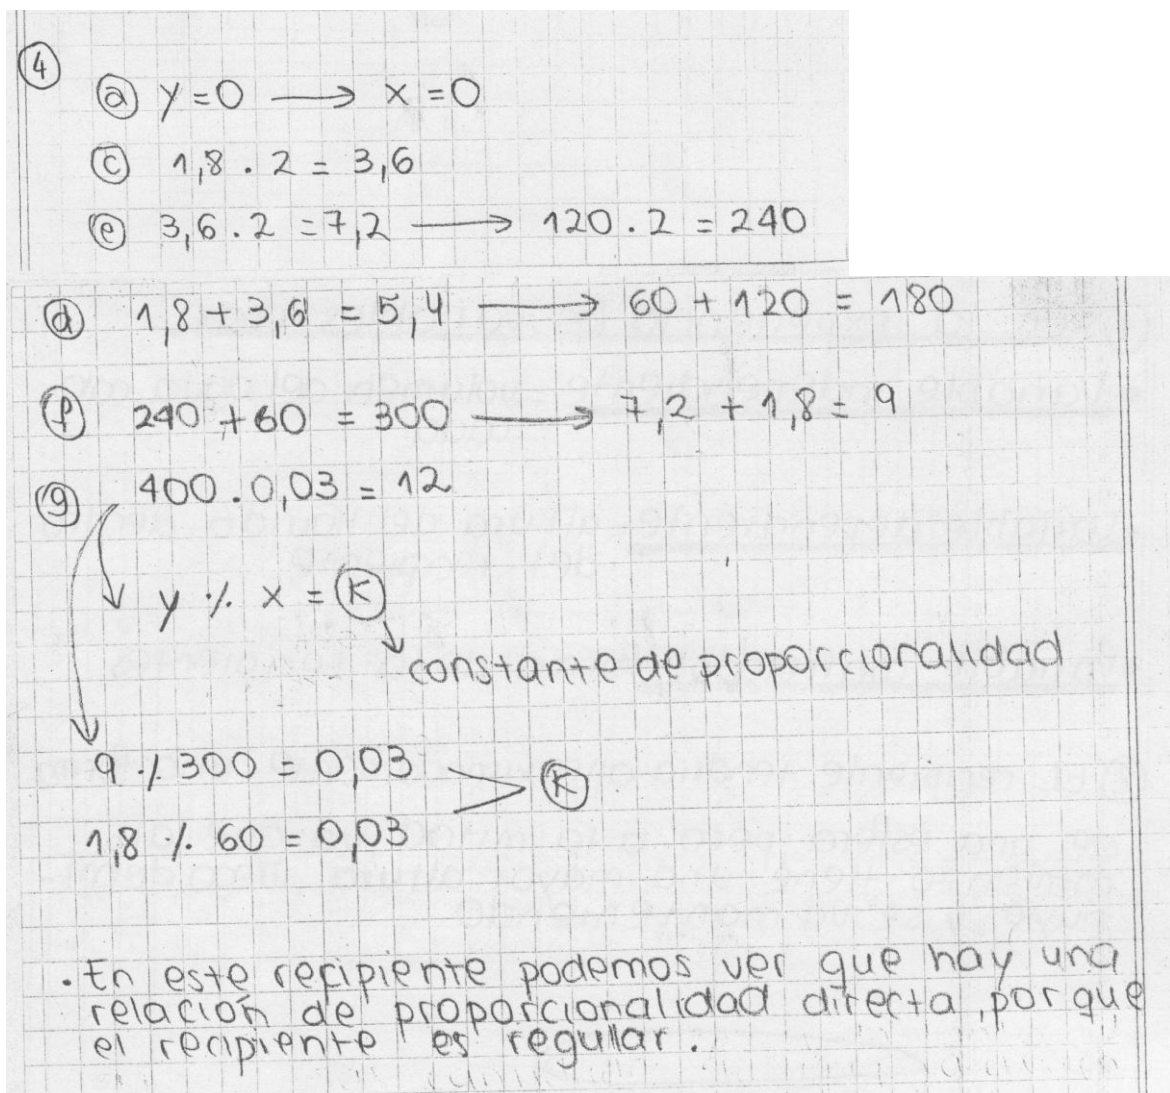 4
a y = 0 → x = 0
c 1,8 . 2 = 3,6
e 3,6 . 2 = 7,2 → 120 . 2 = 240
d 1,8 + 3,6 = 5,4 → 60 + 120 = 180
f 240 + 60 = 300 → 7,2 + 1,8 = 9
g 400 . 0,03 = 12
y ·/. x = K
constante de proporcionalidad
9 ·/. 300 = 0,03
K
1,8 ·/. 60 = 0,03
. En este recipiente podemos ver que hay una
relación de proporcionalidad directa, por que
el recipiente es regular.